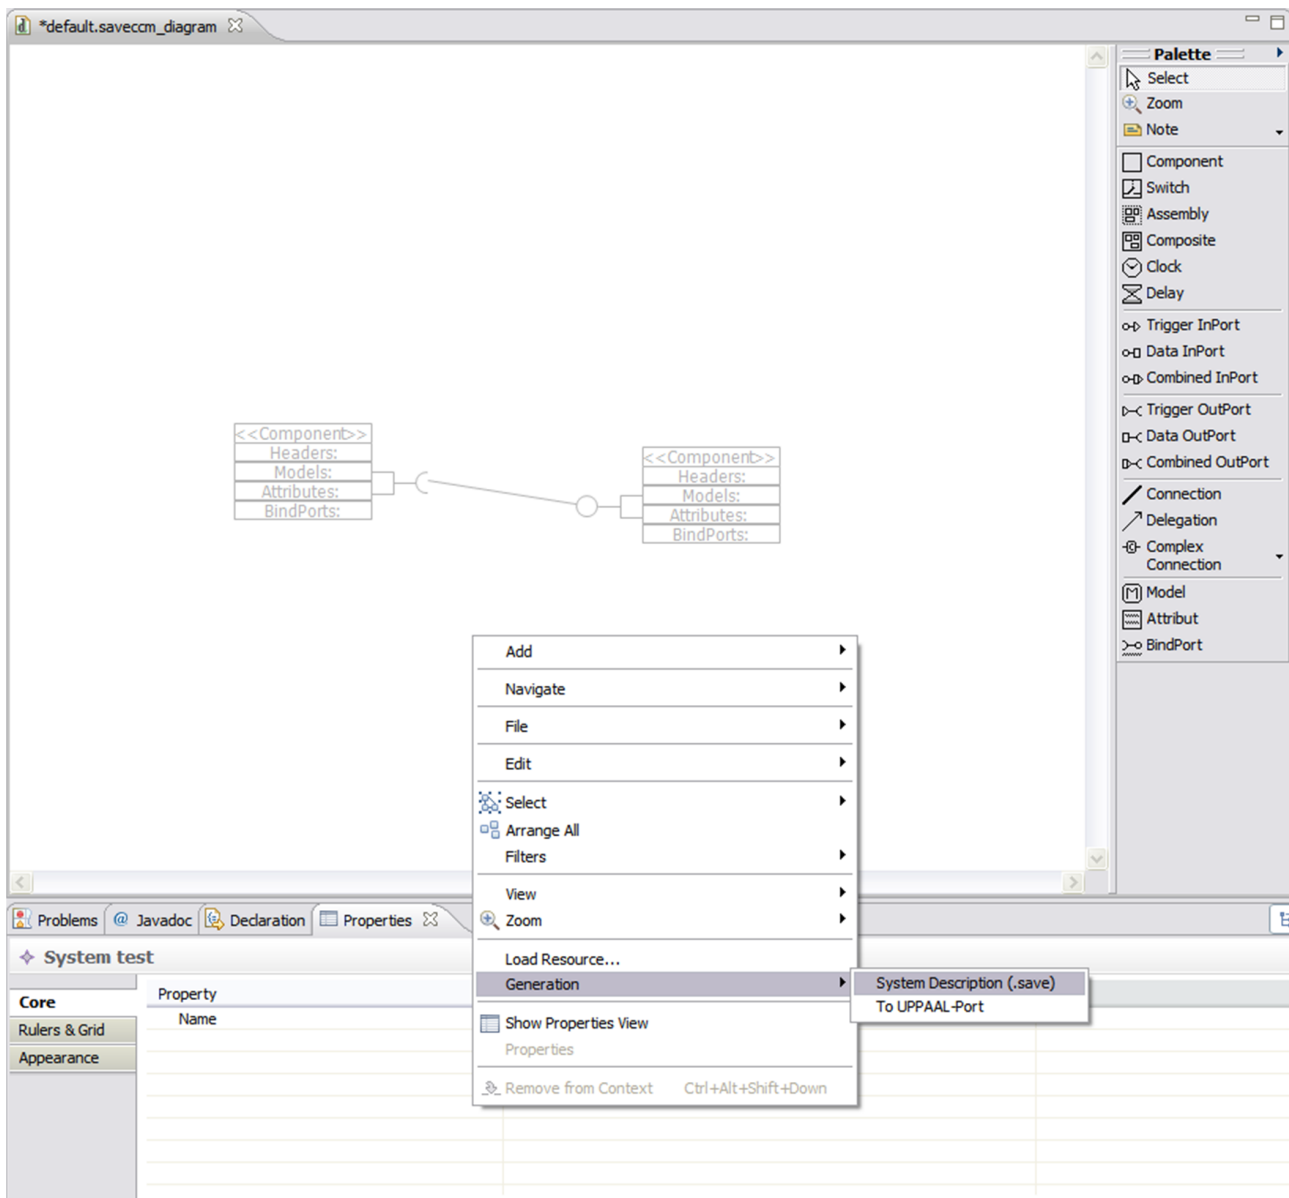 *default.saveccm_diagram
Palette
Select
Zoom
Note
Component
Switch
Assembly
Composite
Clock
Delay
Trigger InPort
Data InPort
Combined InPort
Trigger OutPort
Data OutPort
Combined OutPort
Connection
Delegation
Complex
Connection
Model
Attribut
BindPort
<<Component>>
Headers:
Models:
Attributes:
BindPorts:
<<Component>>
Headers:
Models:
Attributes:
BindPorts:
Add
Navigate
File
Edit
Select
Arrange All
Filters
View
Zoom
Load Resource...
Generation
Show Properties View
Properties
Remove from Context Ctrl+Alt+Shift+Down
System Description (.save)
To UPPAAL-Port
Problems @ Javadoc Declaration Properties
System test
Core
Rulers & Grid
Appearance
Property
Name